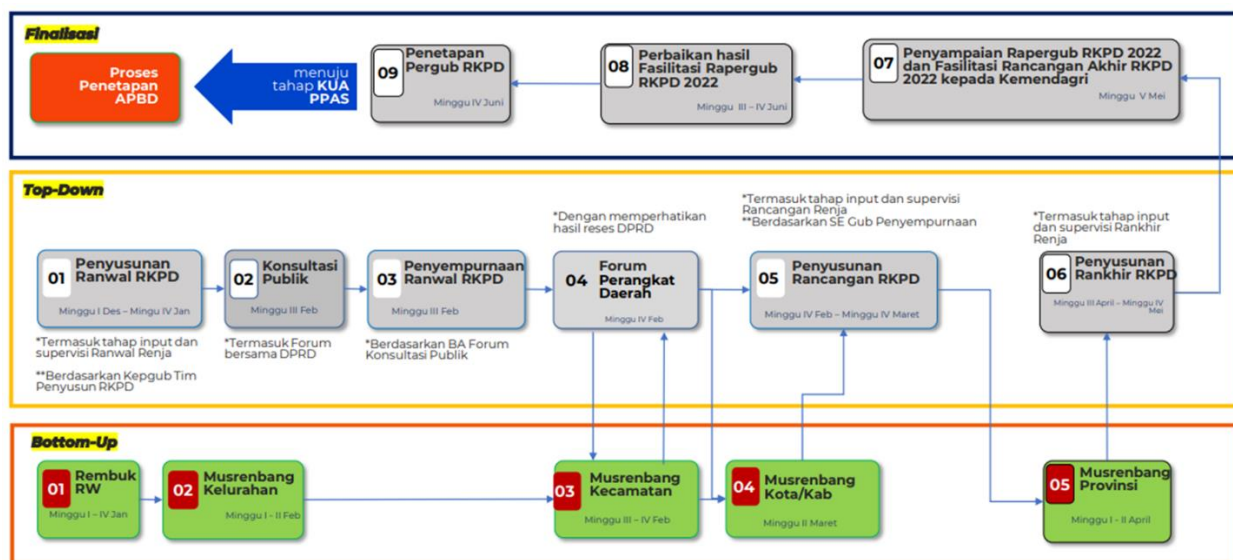 Finalisasi
Proses
Penetapan
APBD
menuju
tahap KUA
PPAS
09
Penetapan
Pergub RKPD
Minggu IV Juni
08
Perbaikan hasil
Fasilitasi Rapergub
RKPD 2022
Minggu III – IV Juni
07
Penyampaian Rapergub RKPD 2022
dan Fasilitasi Rancangan Akhir RKPD
2022 kepada Kemendagri
Minggu V Mei
Top-Down
01
Penyusunan
Ranwal RKPD
Minggu I Des – Mingu IV Jan
*Termasuk tahap input dan
supervisi Ranwal Renja
**Berdasarkan Kepgub Tim
Penyusun RKPD
02
Konsultasi
Publik
Minggu III Feb
*Termasuk Forum
bersama DPRD
03
Penyempurnaan
Ranwal RKPD
Minggu III Feb
*Berdasarkan BA Forum
Konsultasi Publik
*Dengan memperhatikan
hasil reses DPRD
04
Forum
Perangkat
Daerah
Minggu IV Feb
*Termasuk tahap input dan supervisi
Rancangan Renja
**Berdasarkan SE Gub Penyempurnaan
05
Penyusunan
Rancangan RKPD
Minggu IV Feb – Minggu IV Maret
*Termasuk tahap input
dan supervisi Rankhir
Renja
06
Penyusunan
Rankhir RKPD
Minggu III April – Minggu IV
Mei
Bottom-Up
01
Rembuk
RW
Minggu I – IV Jan
02
Musrenbang
Kelurahan
Minggu I - II Feb
03
Musrenbang
Kecamatan
Minggu III – IV Feb
04
Musrenbang
Kota/Kab
Minggu II Maret
05
Musrenbang
Provinsi
Minggu I - II April